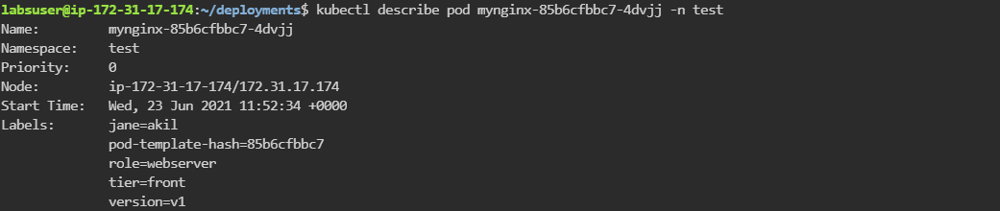 labsuser@ip-172-31-17-174:~/deployments$ kubectl describe pod mynginx-85b6cfbbc7-4dvjj -n test
Name: mynginx-85b6cfbbc7-4dvjj
Namespace: test
Priority: 0
Node: ip-172-31-17-174/172.31.17.174
Start Time: Wed, 23 Jun 2021 11:52:34 +0000
Labels: jane=akil
pod-template-hash=85b6cfbbc7
role=webserver
tier=front
version=v1